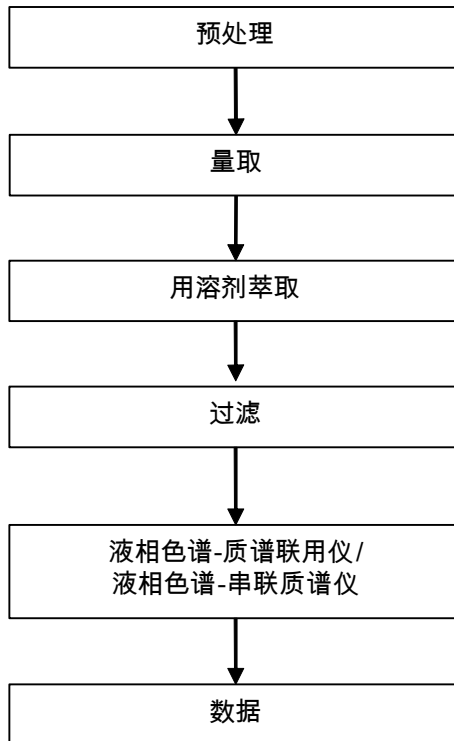 预处理
量取
用溶剂萃取
过滤
液相色谱-质谱联用仪/
液相色谱-串联质谱仪
数据